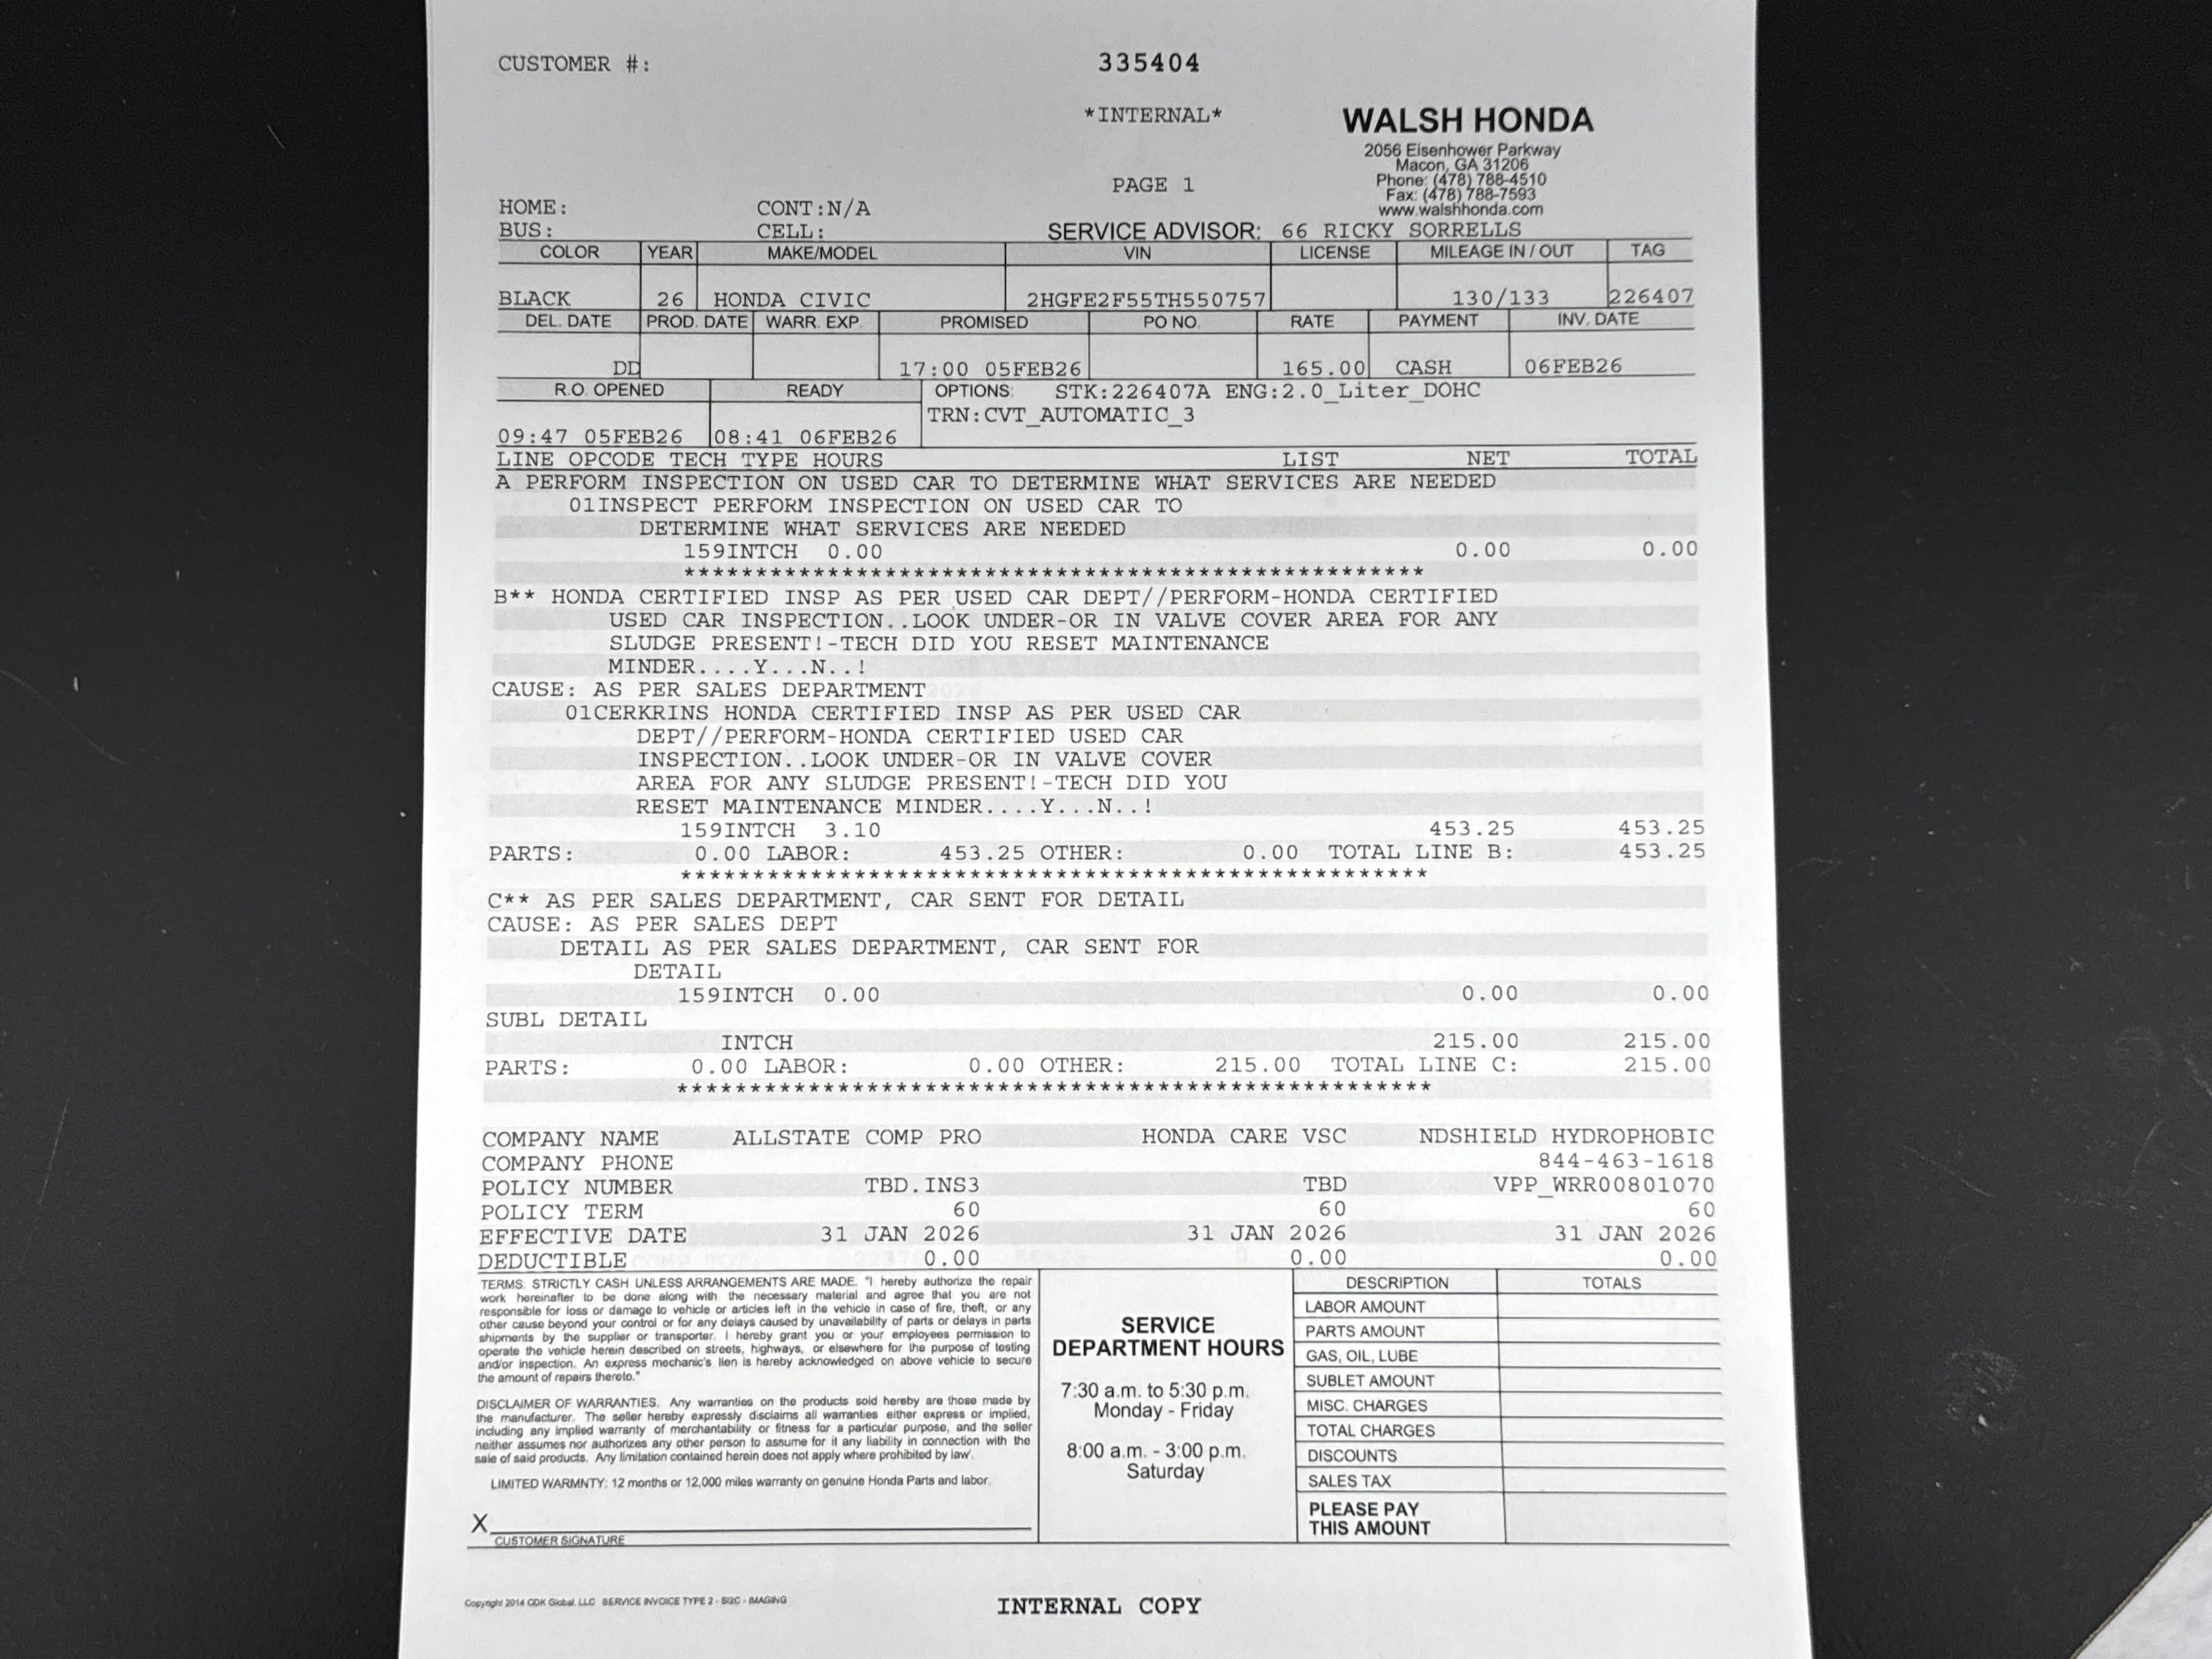 CUSTOMER #: 335404
*INTERNAL*
WALSH HONDA
2056 Eisenhower Parkway
Macon, GA 31206
Phone: (478) 788-4510
Fax: (478) 788-7593
www.walshhonda.com
PAGE 1
HOME: CONT:N/A
BUS: CELL: SERVICE ADVISOR: 66 RICKY SORRELLS
COLOR YEAR MAKE/MODEL VIN LICENSE MILEAGE IN / OUT TAG
BLACK 26 HONDA CIVIC 2HGFE2F55TH550757 130/133 226407
DEL. DATE PROD. DATE WARR. EXP. PROMISED PO NO. RATE PAYMENT INV. DATE
DD 17:00 05FEB26 165.00 CASH 06FEB26
R.O. OPENED READY OPTIONS: STK:226407A ENG:2.0_Liter_DOHC
TRN:CVT_AUTOMATIC_3
09:47 05FEB26 08:41 06FEB26
LINE OPCODE TECH TYPE HOURS LIST NET TOTAL
A PERFORM INSPECTION ON USED CAR TO DETERMINE WHAT SERVICES ARE NEEDED
01INSPECT PERFORM INSPECTION ON USED CAR TO
DETERMINE WHAT SERVICES ARE NEEDED
159INTCH 0.00 0.00 0.00
****************************************************
B** HONDA CERTIFIED INSP AS PER USED CAR DEPT//PERFORM-HONDA CERTIFIED
USED CAR INSPECTION..LOOK UNDER-OR IN VALVE COVER AREA FOR ANY
SLUDGE PRESENT!-TECH DID YOU RESET MAINTENANCE
MINDER....Y...N..!
CAUSE: AS PER SALES DEPARTMENT
01CERKRINS HONDA CERTIFIED INSP AS PER USED CAR
DEPT//PERFORM-HONDA CERTIFIED USED CAR
INSPECTION..LOOK UNDER-OR IN VALVE COVER
AREA FOR ANY SLUDGE PRESENT!-TECH DID YOU
RESET MAINTENANCE MINDER....Y...N..!
159INTCH 3.10 453.25 453.25
PARTS: 0.00 LABOR: 453.25 OTHER: 0.00 TOTAL LINE B: 453.25
****************************************************
C** AS PER SALES DEPARTMENT, CAR SENT FOR DETAIL
CAUSE: AS PER SALES DEPT
DETAIL AS PER SALES DEPARTMENT, CAR SENT FOR
DETAIL
159INTCH 0.00 0.00 0.00
SUBL DETAIL
INTCH 215.00 215.00
PARTS: 0.00 LABOR: 0.00 OTHER: 215.00 TOTAL LINE C: 215.00
****************************************************
COMPANY NAME ALLSTATE COMP PRO HONDA CARE VSC NDSHIELD HYDROPHOBIC
COMPANY PHONE 844-463-1618
POLICY NUMBER TBD.INS3 TBD VPP_WRR00801070
POLICY TERM 60 60 60
EFFECTIVE DATE 31 JAN 2026 31 JAN 2026 31 JAN 2026
DEDUCTIBLE 0.00 0.00 0.00
TERMS: STRICTLY CASH UNLESS ARRANGEMENTS ARE MADE. "I hereby authorize the repair
work hereinafter to be done along with the necessary material and agree that you are not
responsible for loss or damage to vehicle or articles left in the vehicle in case of fire, theft, or any
other cause beyond your control or for any delays caused by unavailability of parts or delays in parts
shipments by the supplier or transporter. I hereby grant you or your employees permission to
operate the vehicle herein described on streets, highways, or elsewhere for the purpose of testing
and/or inspection. An express mechanic's lien is hereby acknowledged on above vehicle to secure
the amount of repairs thereto."
DISCLAIMER OF WARRANTIES. Any warranties on the products sold hereby are those made by
the manufacturer. The seller hereby expressly disclaims all warranties either express or implied,
including any implied warranty of merchantability or fitness for a particular purpose, and the seller
neither assumes nor authorizes any other person to assume for it any liability in connection with the
sale of said products. Any limitation contained herein does not apply where prohibited by law.
LIMITED WARMNTY: 12 months or 12,000 miles warranty on genuine Honda Parts and labor.
X
CUSTOMER SIGNATURE
SERVICE
DEPARTMENT HOURS
7:30 a.m. to 5:30 p.m.
Monday - Friday
8:00 a.m. - 3:00 p.m.
Saturday
DESCRIPTION TOTALS
LABOR AMOUNT
PARTS AMOUNT
GAS, OIL, LUBE
SUBLET AMOUNT
MISC. CHARGES
TOTAL CHARGES
DISCOUNTS
SALES TAX
PLEASE PAY
THIS AMOUNT
Copyright 2014 CDK Global, LLC SERVICE INVOICE TYPE 2 - SI2C - IMAGING
INTERNAL COPY